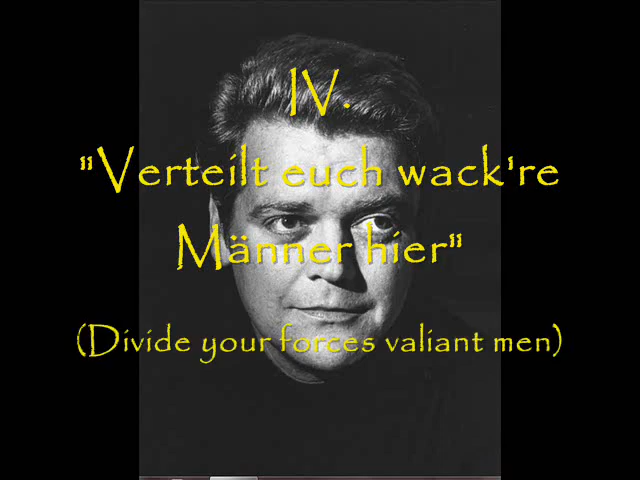 IV.
"Verteilt euch wack're
Männer hier"
(Divide your forces valiant men)